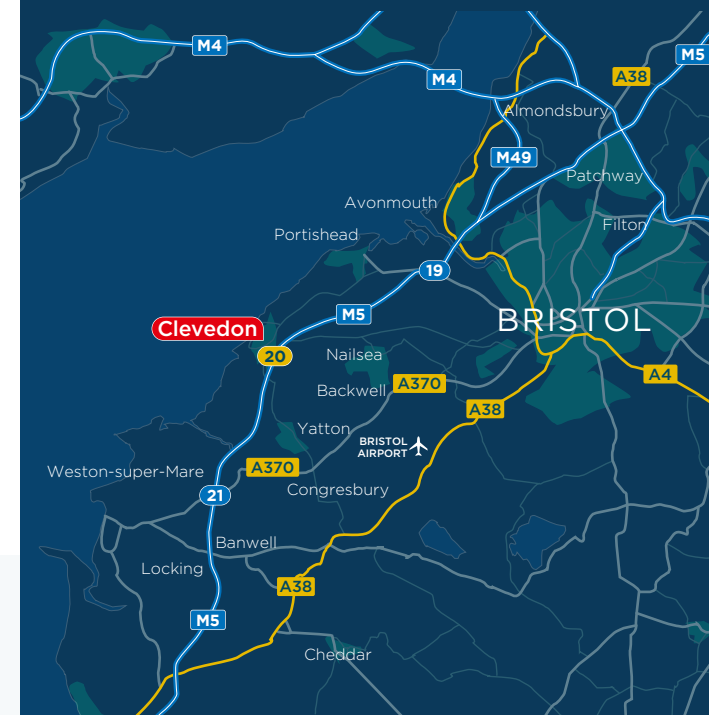 M4
M5
M4
A38
Almondsbury
M49
Patchway
Avonmouth
Filton
Portishead
19
M5
BRISTOL
Clevedon
20
Nailsea
A4
Backwell
A370
A38
Yatton
BRISTOL
AIRPORT
A370
Weston-super-Mare
Congresbury
21
Banwell
Locking
A38
M5
Cheddar